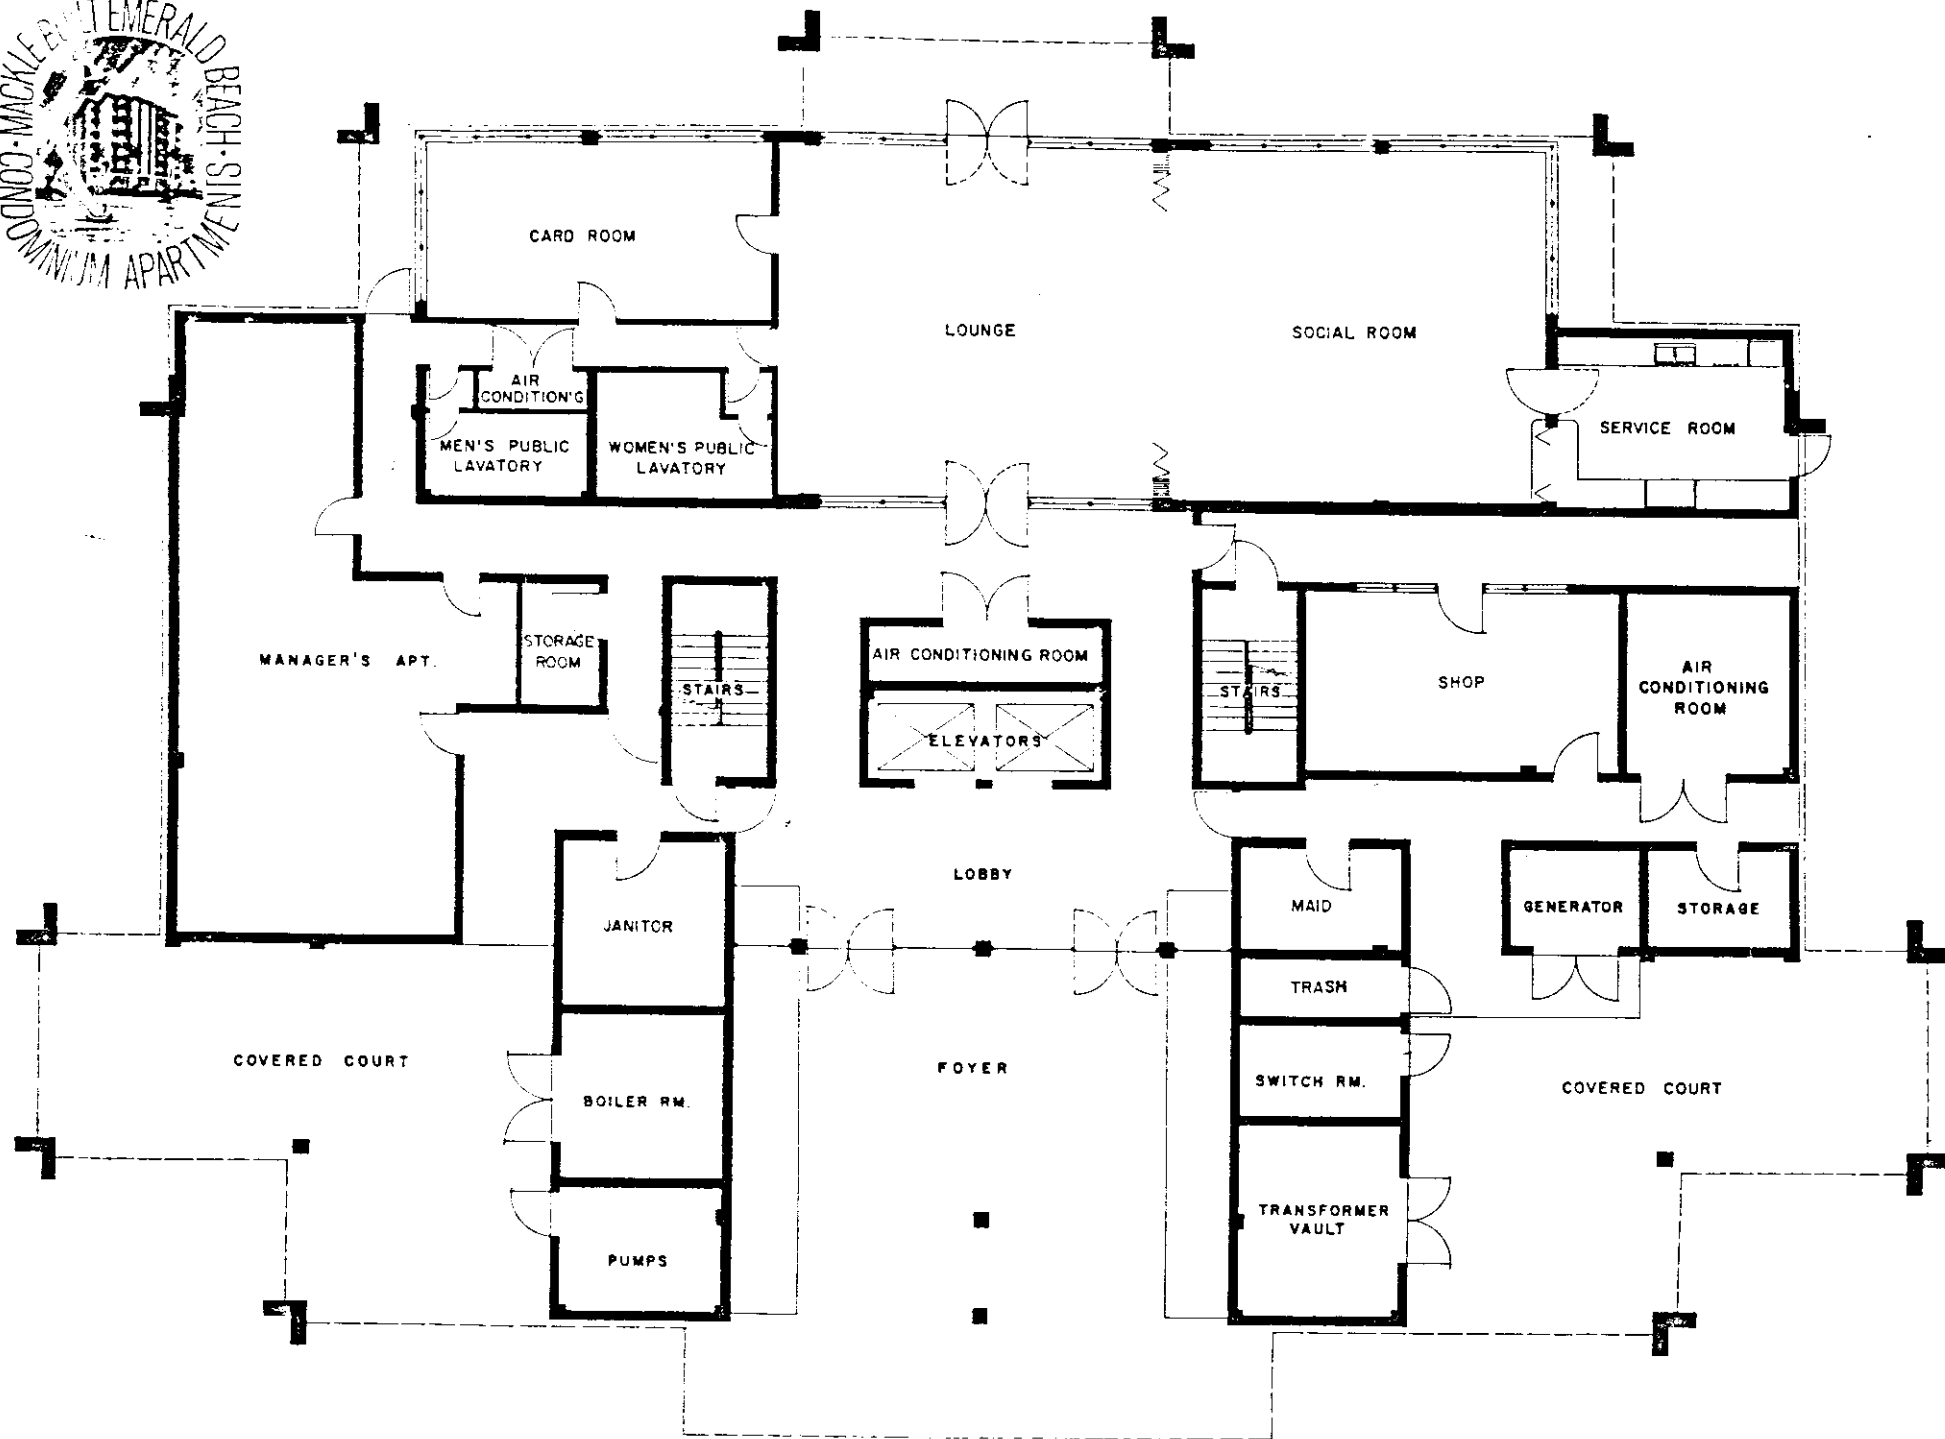 MACKLE BUILT EMERALD BEACH · SINT
CONDOMINIUM APARTMENTS
CARD ROOM
LOUNGE
SOCIAL ROOM
AIR
CONDITION'G
MEN'S PUBLIC
LAVATORY
WOMEN'S PUBLIC
LAVATORY
SERVICE ROOM
MANAGER'S APT.
STORAGE
ROOM
STAIRS
AIR CONDITIONING ROOM
ELEVATORS
STAIRS
SHOP
AIR
CONDITIONING
ROOM
LOBBY
JANITOR
MAID
GENERATOR
STORAGE
TRASH
COVERED COURT
FOYER
BOILER RM.
SWITCH RM.
COVERED COURT
TRANSFORMER
VAULT
PUMPS